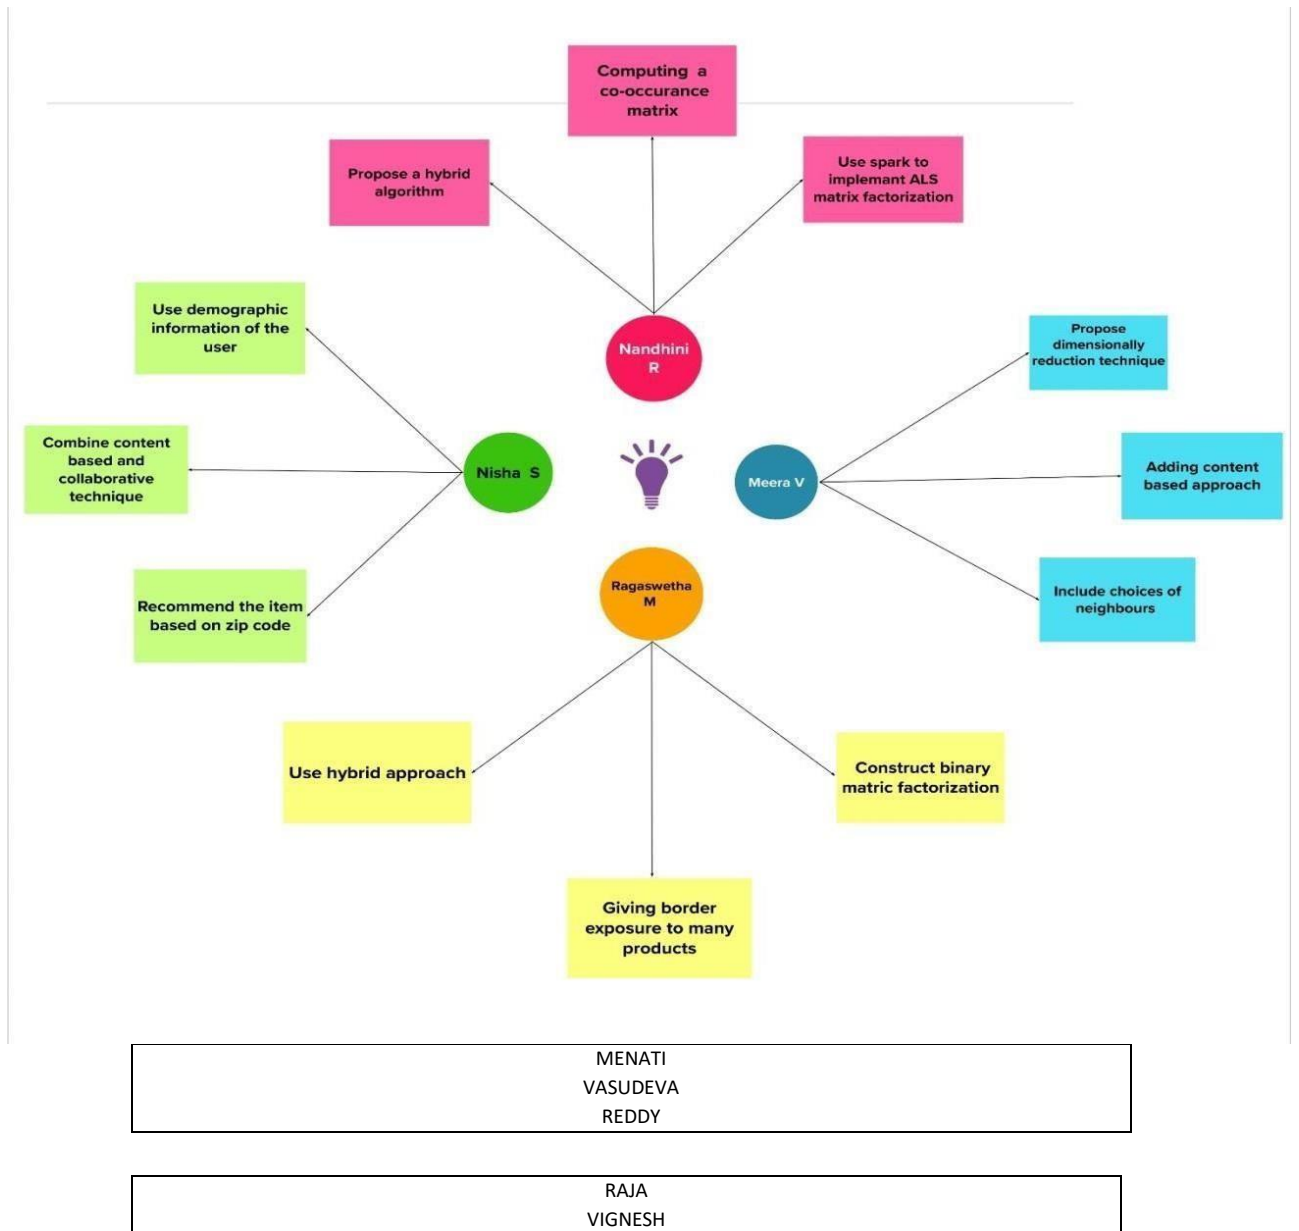 Computing a
co-occurance
matrix
Propose a hybrid
algorithm
Use spark to
implemant ALS
matrix factorization
Use demographic
information of the
user
Nandhini
R
Propose
dimensionally
reduction technique
Combine content
based and
collaborative
technique
Nisha S
Meera V
Adding content
based approach
Recommend the item
based on zip code
Ragaswetha
M
Include choices of
neighbours
Use hybrid approach
Construct binary
matric factorization
Giving border
exposure to many
products
MENATI
VASUDEVA
REDDY
RAJA
VIGNESH